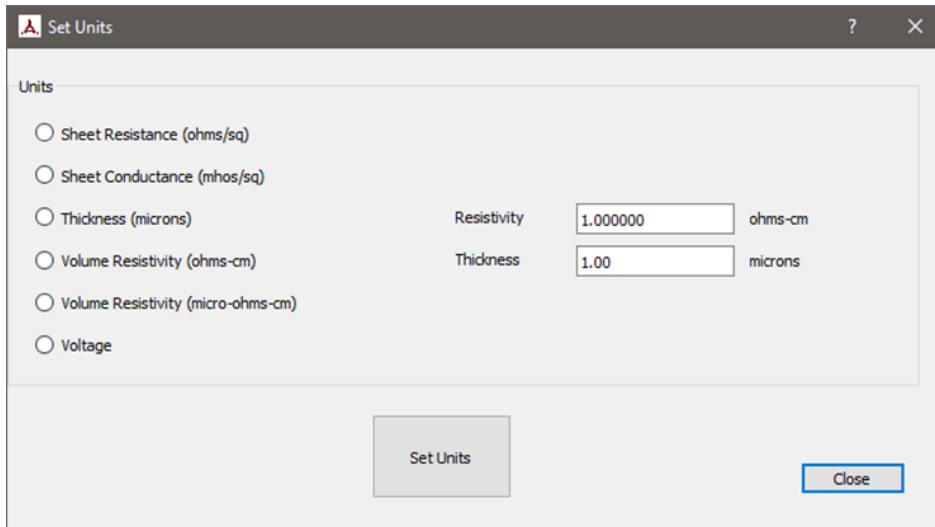 Set Units ?
Units
Sheet Resistance (ohms/sq)
Sheet Conductance (mhos/sq)
Thickness (microns) Resistivity 1.000000 ohms-cm
Volume Resistivity (ohms-cm) Thickness 1.00 microns
Volume Resistivity (micro-ohms-cm)
Voltage
Set Units
Close